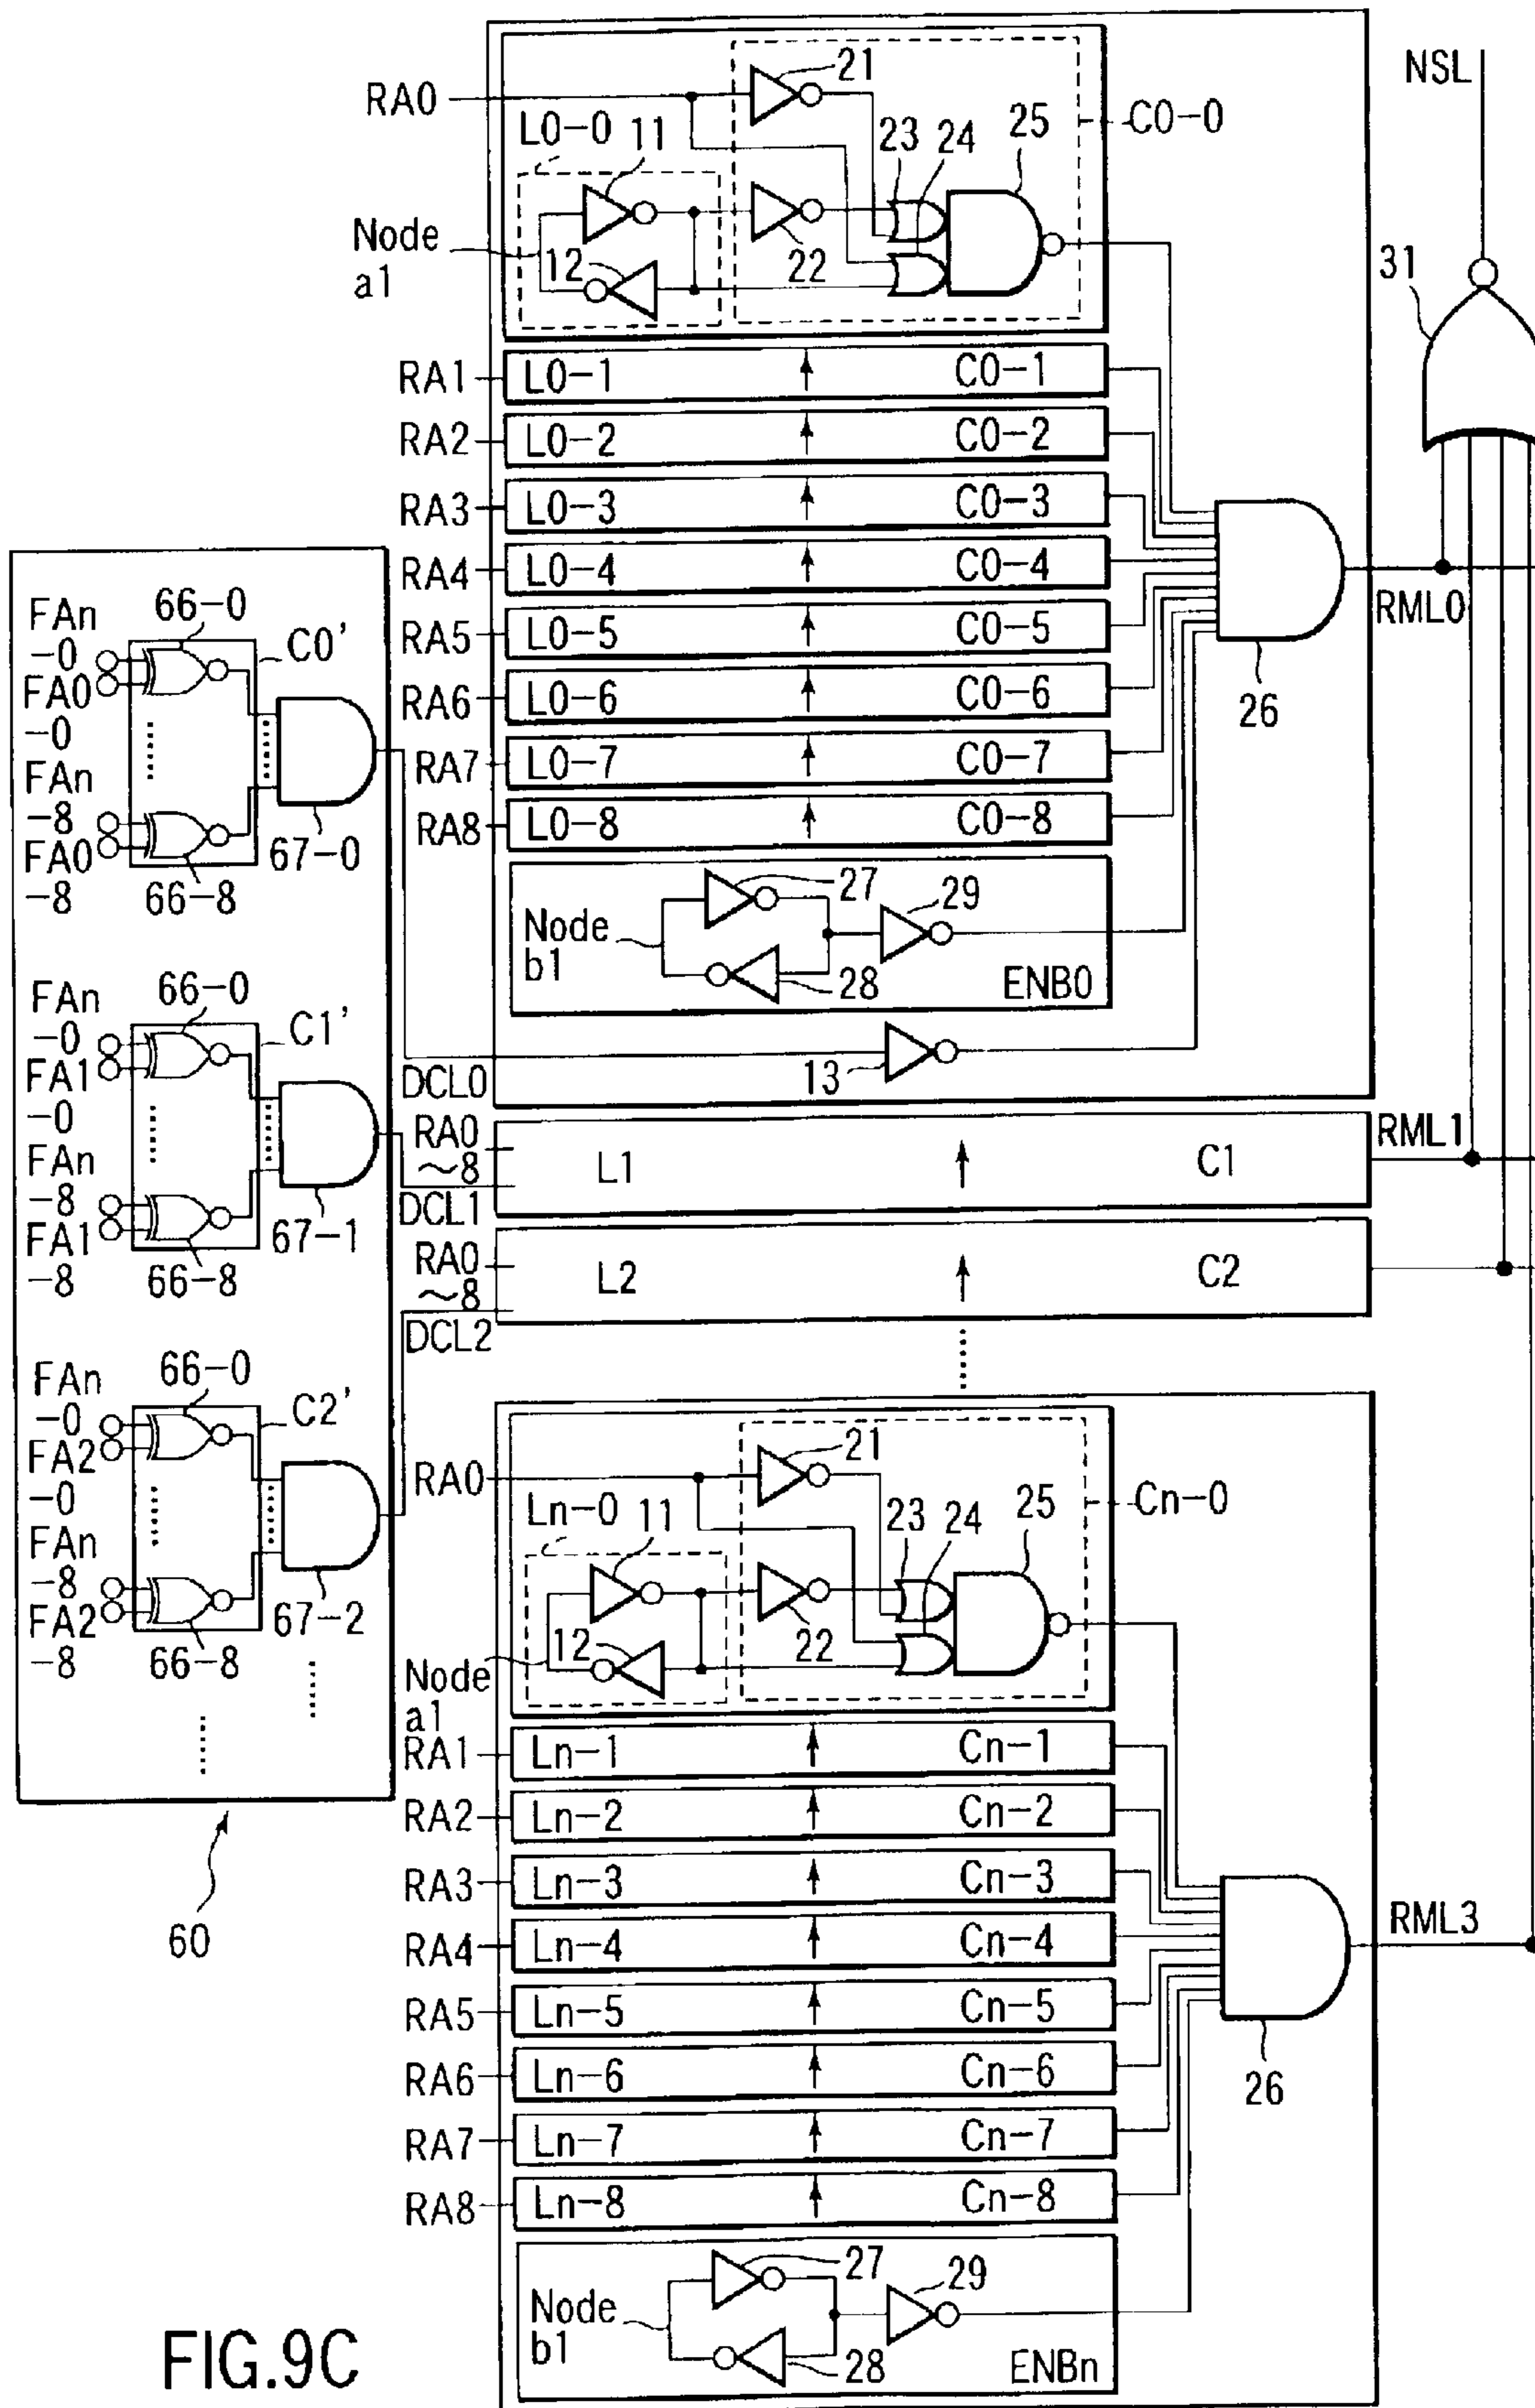 NSL
RA0
21
L0-0
11
23
24
25
C0-0
Node
a1
12
22
31
RA1
L0-1
C0-1
RA2
L0-2
C0-2
RA3
L0-3
C0-3
RA4
L0-4
C0-4
RA5
L0-5
C0-5
RA6
L0-6
C0-6
RA7
L0-7
C0-7
RA8
L0-8
C0-8
26
RML0
Node
b1
27
29
28
ENB0
DCL0
13
FAn
-0
FA0
-0
FAn
-8
FA0
-8
66-0
C0'
66-8
67-0
FAn
-0
FA1
-0
FAn
-8
FA1
-8
66-0
C1'
66-8
67-1
RA0
~8
DCL1
L1
C1
RML1
RA0
~8
DCL2
L2
C2
FAn
-0
FA2
-0
FAn
-8
FA2
-8
66-0
C2'
66-8
67-2
60
RA0
21
Ln-0
11
23
24
25
Cn-0
Node
a1
12
22
RA1
Ln-1
Cn-1
RA2
Ln-2
Cn-2
RA3
Ln-3
Cn-3
RA4
Ln-4
Cn-4
RA5
Ln-5
Cn-5
RA6
Ln-6
Cn-6
RA7
Ln-7
Cn-7
RA8
Ln-8
Cn-8
26
RML3
Node
b1
27
29
28
ENBn
FIG.9C